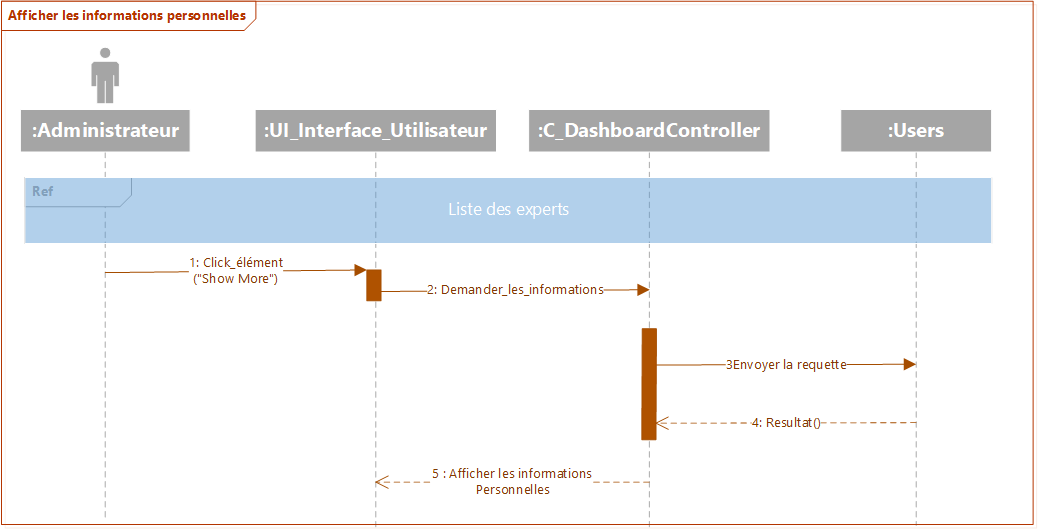 Afficher les informations personnelles
:Administrateur
:UI_Interface_Utilisateur
:C_DashboardController
:Users
Ref
Liste des experts
1: Click_élément
("Show More")
2: Demander_les_informations
3Envoyer la requette
4: Resultat()
5 : Afficher les informations
Personnelles